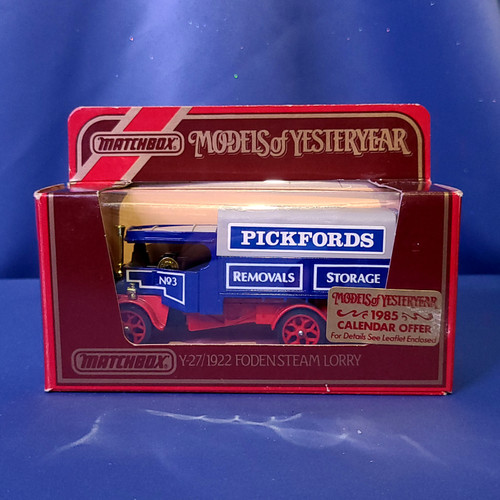 MATCHBOX
MODELS of YESTERYEAR
PICKFORDS
REMOVALS STORAGE
Nº3
MODELS of YESTERYEAR
1985
CALENDAR OFFER
For Details See Leaflet Enclosed
MATCHBOX Y-27/1922 FODEN STEAM LORRY